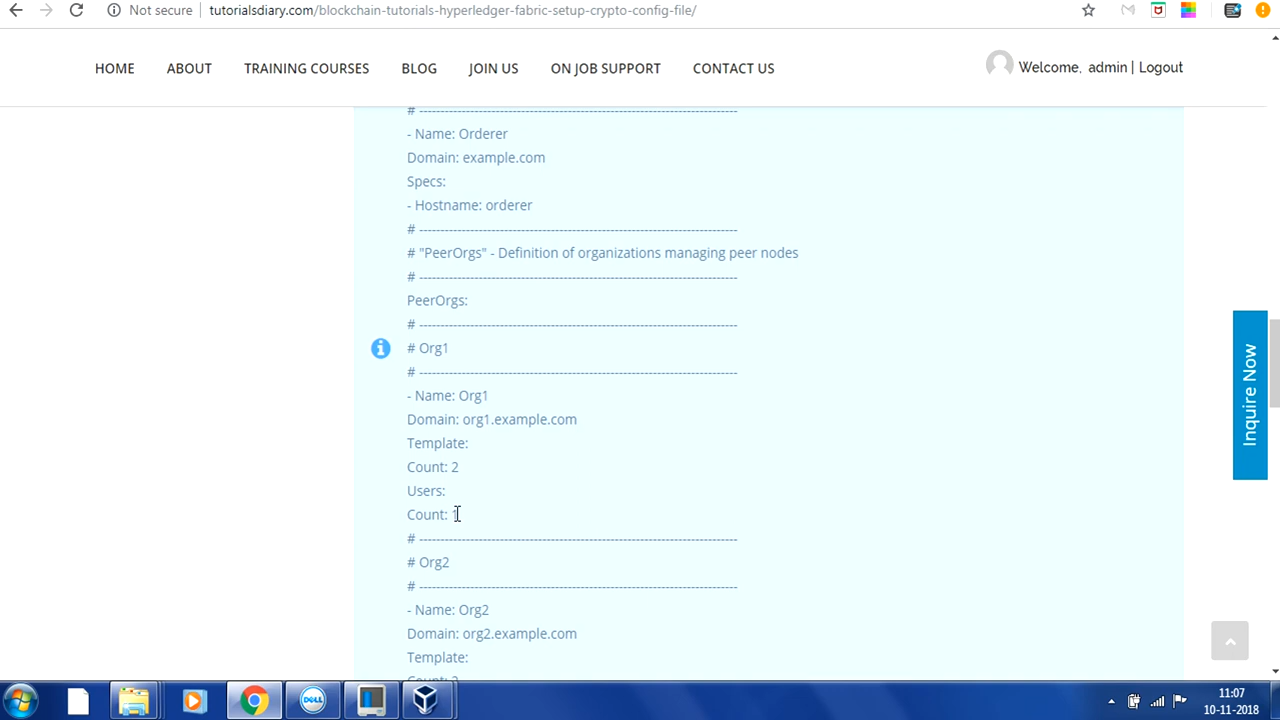 Not secure
tutorialsdiary.com/blockchain-tutorials-hyperledger-fabric-setup-crypto-config-file/
HOME ABOUT TRAINING COURSES BLOG JOIN US ON JOB SUPPORT CONTACT US
Welcome, admin | Logout
# ---------------------------------------------------------------------------
- Name: Orderer
Domain: example.com
Specs:
- Hostname: orderer
# ---------------------------------------------------------------------------
# "PeerOrgs" - Definition of organizations managing peer nodes
# ---------------------------------------------------------------------------
PeerOrgs:
# ---------------------------------------------------------------------------
# Org1
# ---------------------------------------------------------------------------
- Name: Org1
Domain: org1.example.com
Template:
Count: 2
Users:
Count: 1
# ---------------------------------------------------------------------------
# Org2
# ---------------------------------------------------------------------------
- Name: Org2
Domain: org2.example.com
Template:
Inquire Now
DELL
11:07
10-11-2018